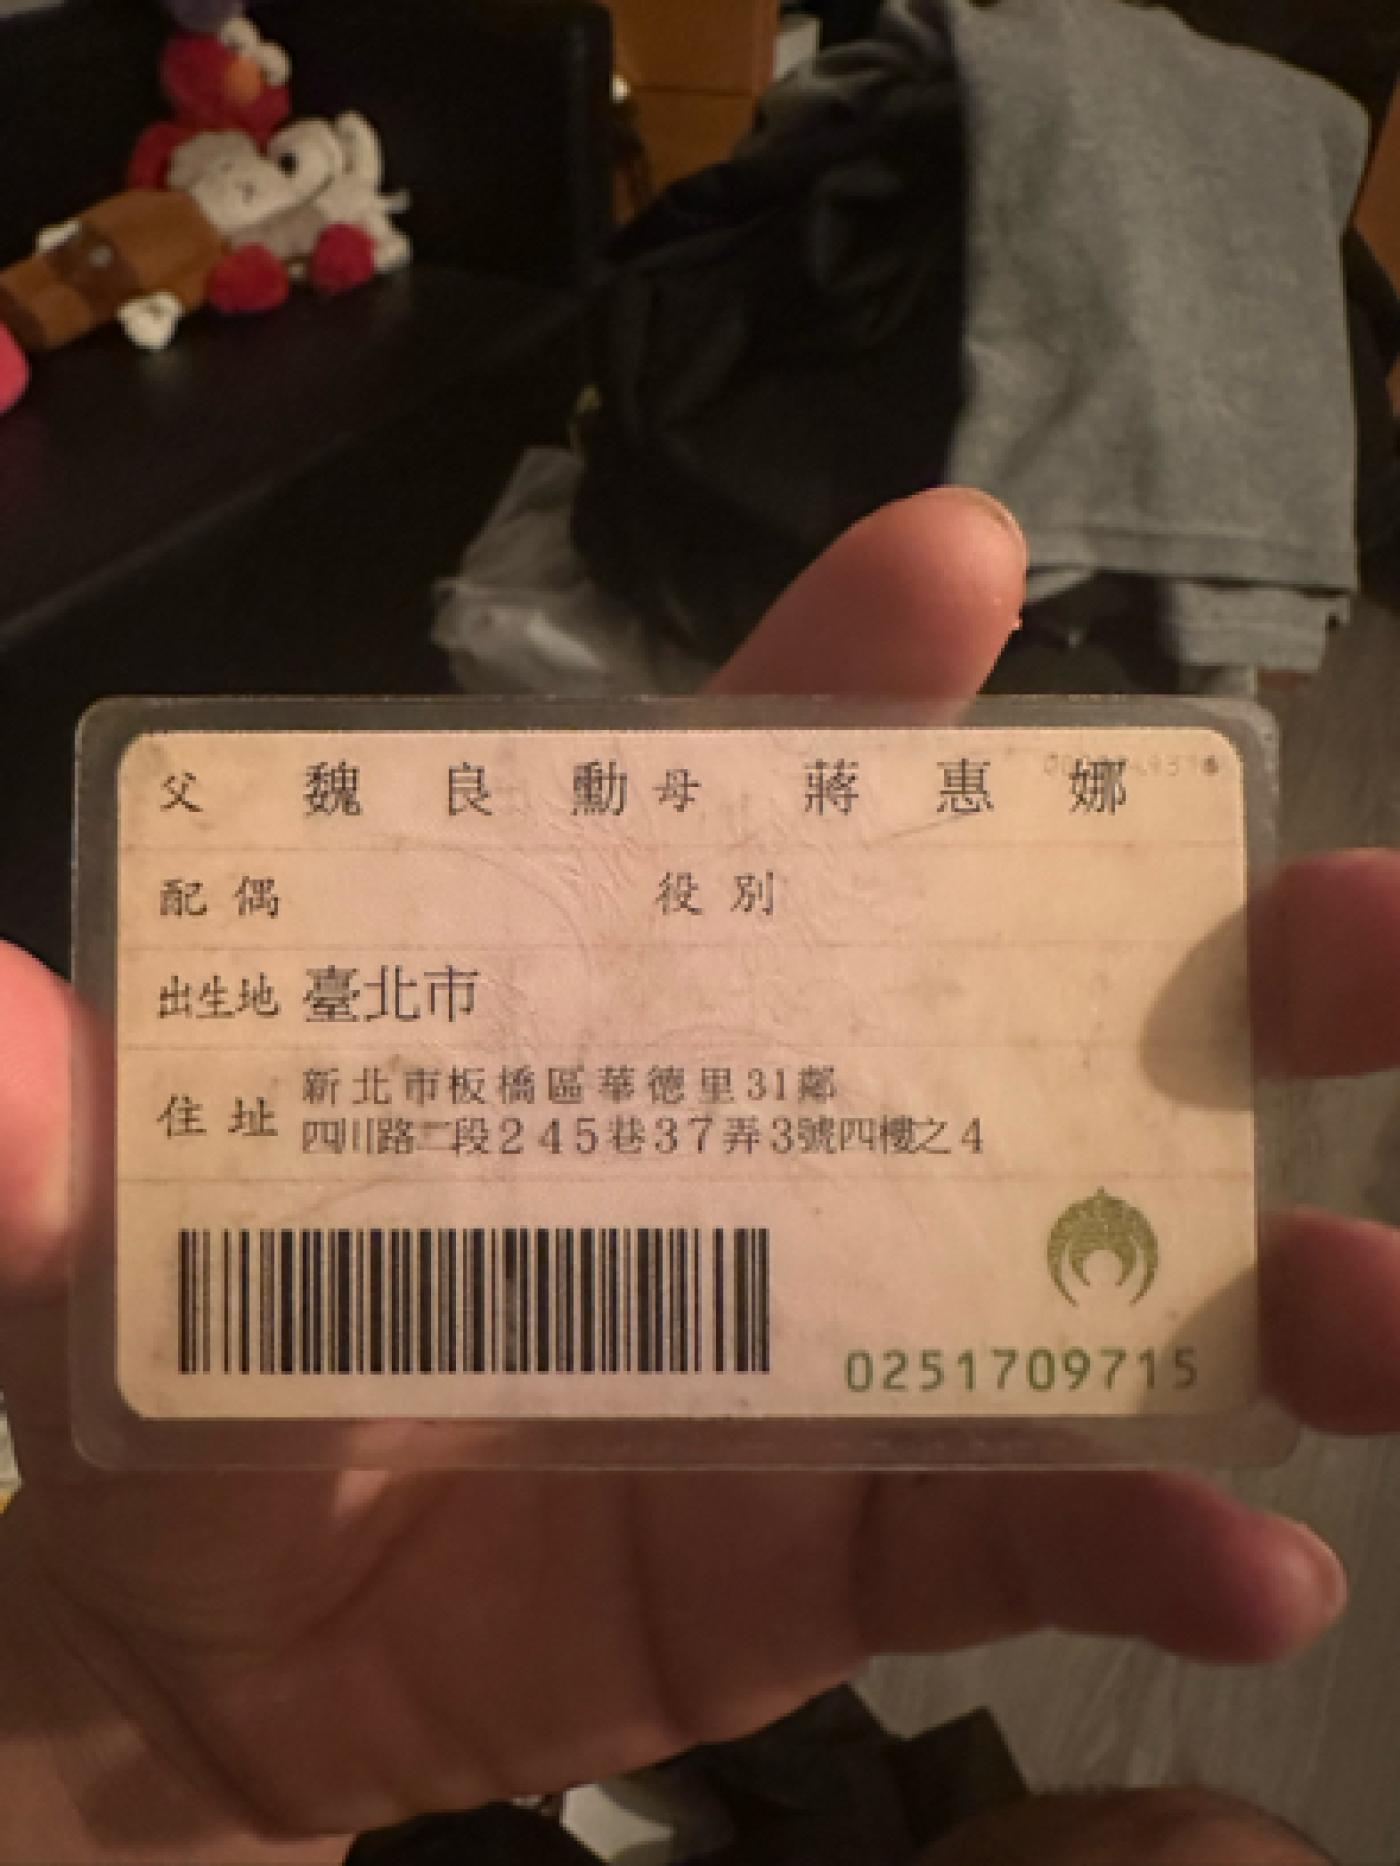 父 魏良勳 母 蔣惠娜
配偶 役別
出生地 臺北市
住址 新北市板橋區華德里31鄰
四川路二段245巷37弄3號四樓之4
0251709715